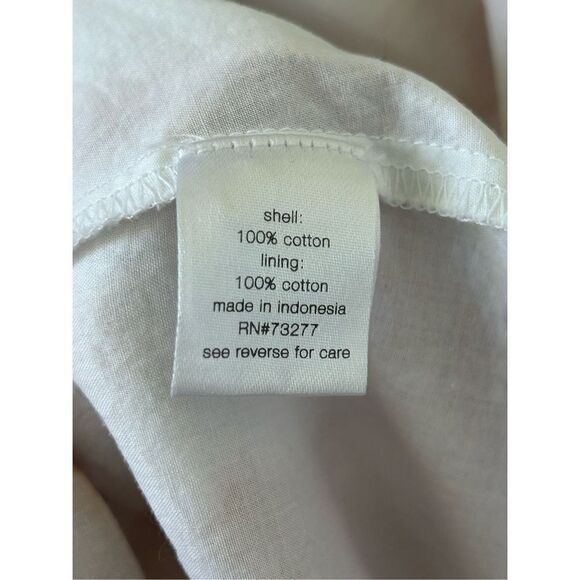 shell:
100% cotton
lining:
100% cotton
made in indonesia
RN#73277
see reverse for care